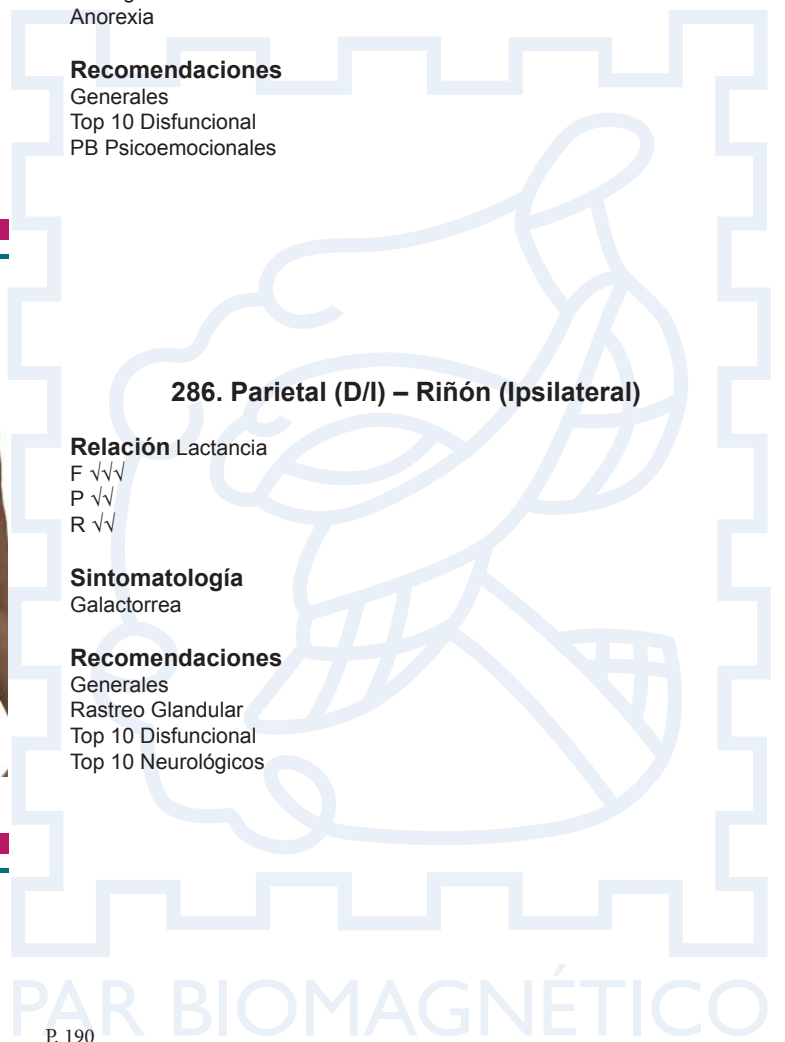 Anorexia
Recomendaciones
Generales
Top 10 Disfuncional
PB Psicoemocionales
286. Parietal (D/I) – Riñón (Ipsilateral)
Relación Lactancia
F √√√
P √√
R √√
Sintomatología
Galactorrea
Recomendaciones
Generales
Rastreo Glandular
Top 10 Disfuncional
Top 10 Neurológicos
PAR BIOMAGNÉTICO
P. 190